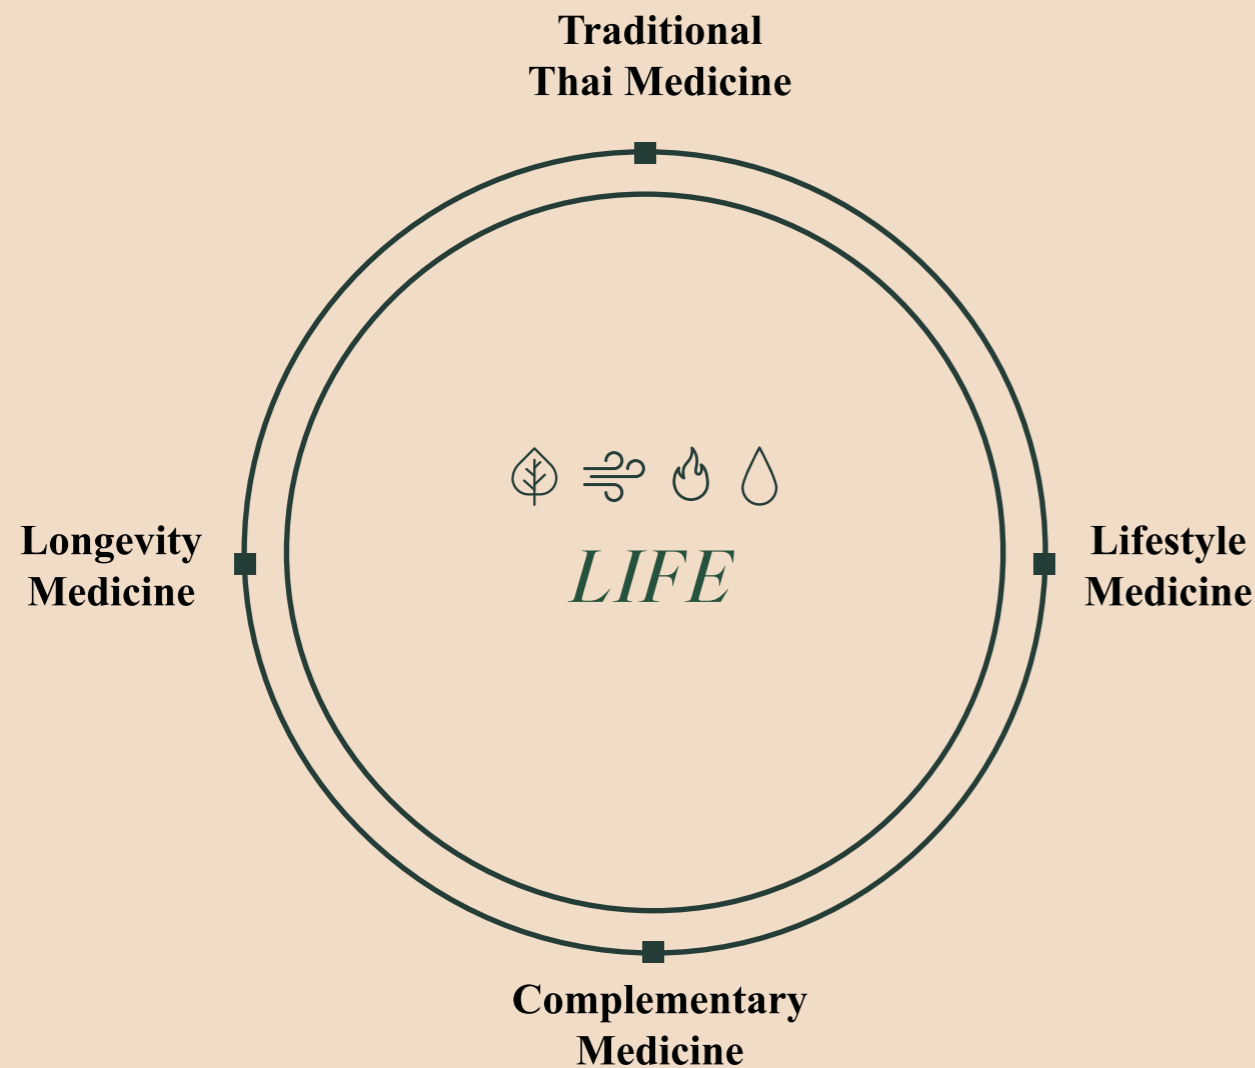 Traditional
Thai Medicine
Longevity
Medicine
LIFE
Lifestyle
Medicine
Complementary
Medicine